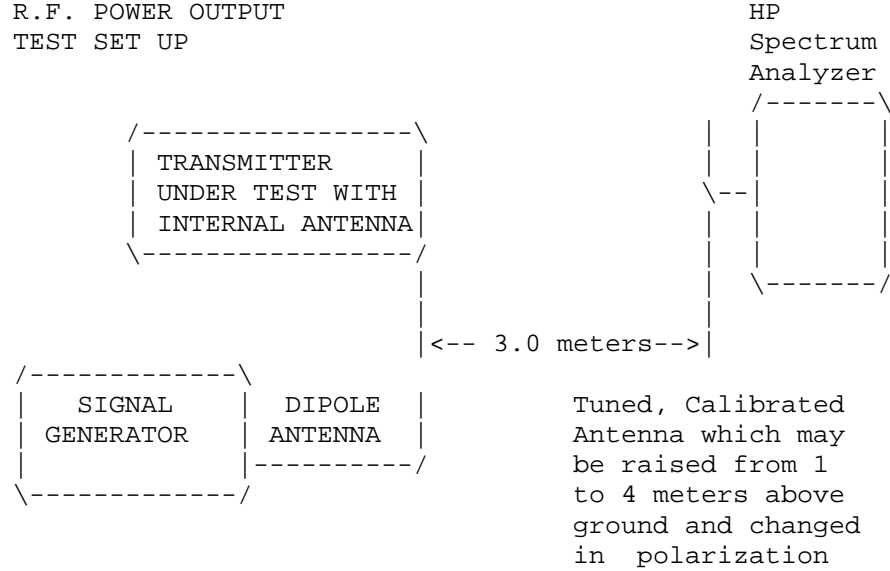 R.F. POWER OUTPUT
TEST SET UP
HP
Spectrum
Analyzer
TRANSMITTER
UNDER TEST WITH
INTERNAL ANTENNA
<-- 3.0 meters-->
SIGNAL
GENERATOR
DIPOLE
ANTENNA
Tuned, Calibrated
Antenna which may
be raised from 1
to 4 meters above
ground and changed
in polarization